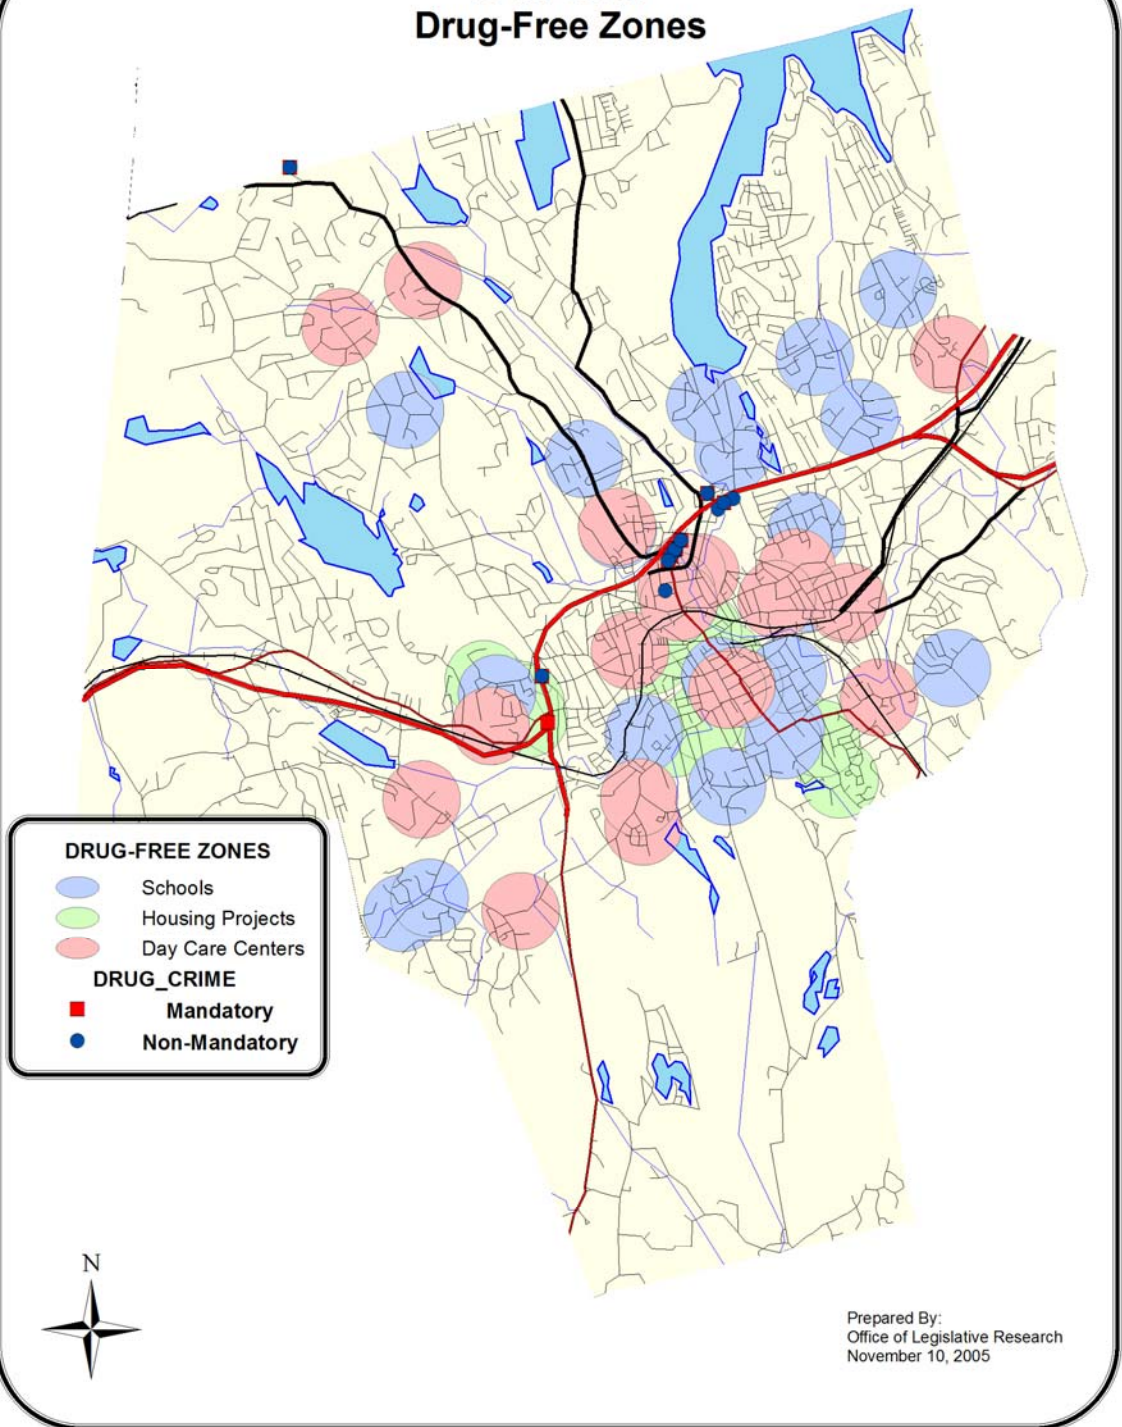 Drug-Free Zones
DRUG-FREE ZONES
Schools
Housing Projects
Day Care Centers
DRUG_CRIME
Mandatory
Non-Mandatory
N
Prepared By:
Office of Legislative Research
November 10, 2005